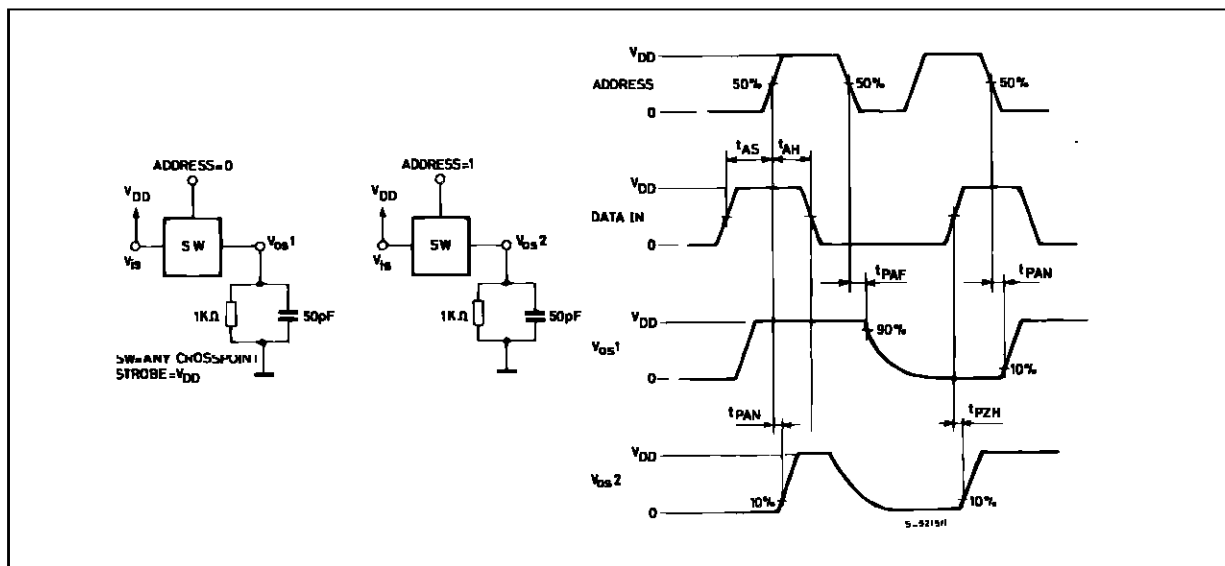 ADDRESS=0
VDD
SW
Vis
Vos1
1KΩ
50pF
SW=ANY CROSSPOINT
STROBE=VDD
ADDRESS=1
VDD
SW
Vis
Vos2
1KΩ
50pF
VDD
ADDRESS
0
50%
50%
50%
tAS
tAH
VDD
DATA IN
0
tPAF
tPAN
VDD
Vos1
0
90%
10%
tPAN
tPZH
VDD
Vos2
0
10%
10%